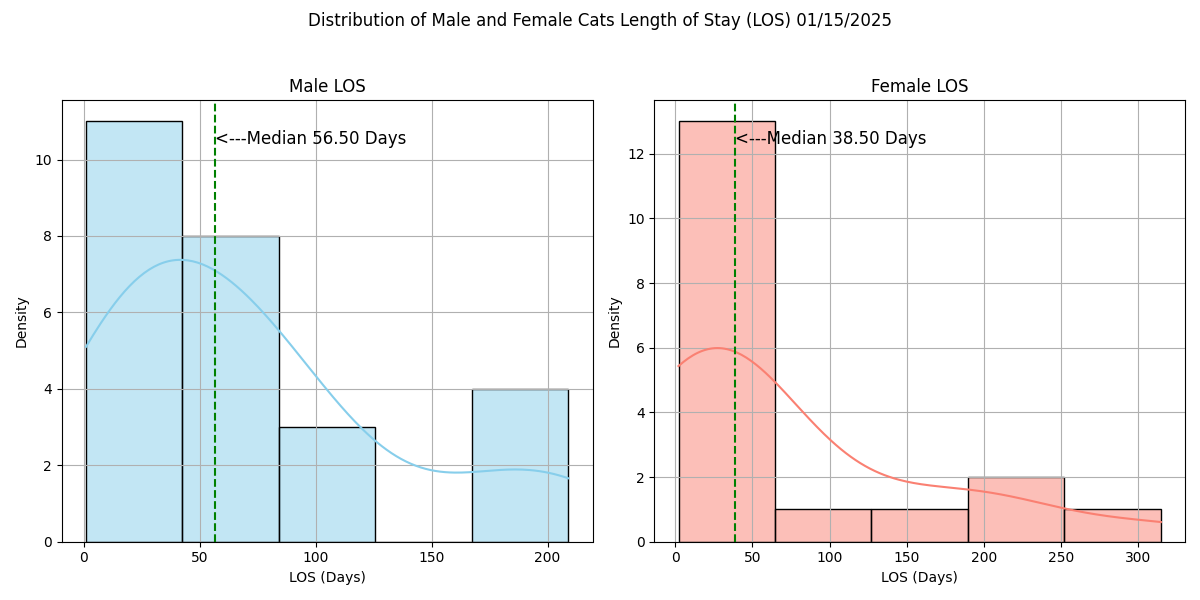 Distribution of Male and Female Cats Length of Stay (LOS) 01/15/2025
Male LOS
<---Median 56.50 Days
Density
0
2
4
6
8
10
0
50
100
150
200
LOS (Days)
Female LOS
<---Median 38.50 Days
Density
0
2
4
6
8
10
12
0
50
100
150
200
250
300
LOS (Days)